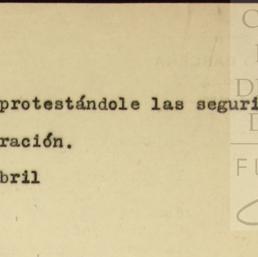 protestándole las seguri
ración.
bril